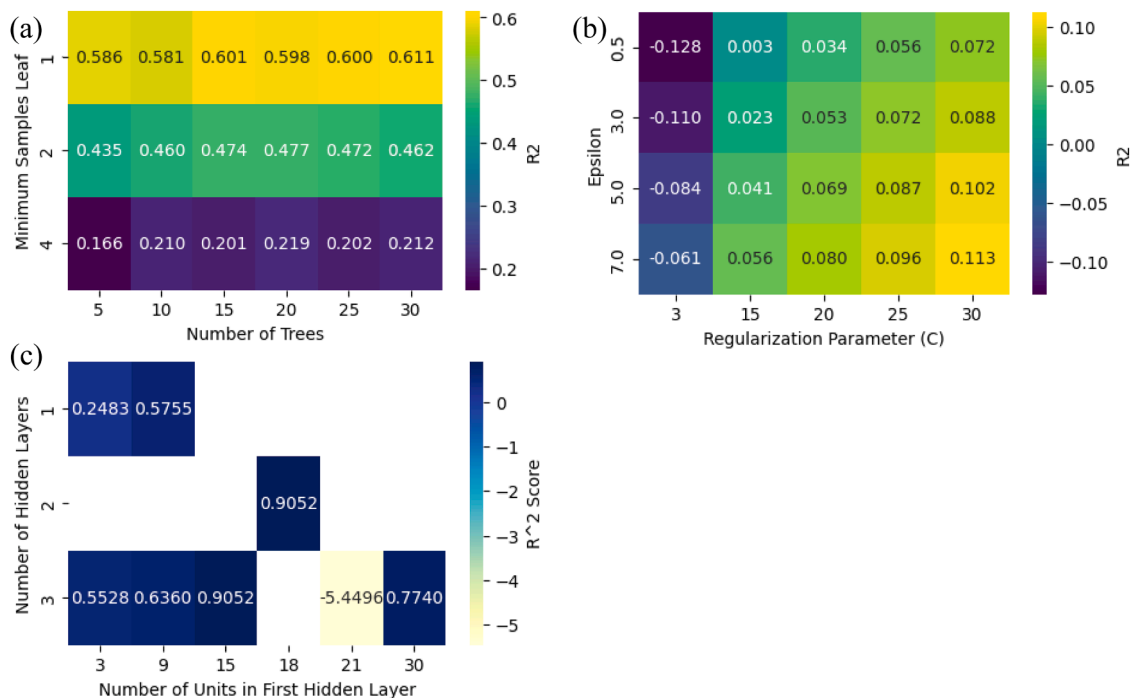 (a)
Minimum Samples Leaf
1
0.586 0.581 0.601 0.598 0.600 0.611
2
0.435 0.460 0.474 0.477 0.472 0.462
4
0.166 0.210 0.201 0.219 0.202 0.212
5 10 15 20 25 30
Number of Trees
0.6
0.5
0.4
0.3
0.2
R2
(b)
Epsilon
0.5
-0.128 0.003 0.034 0.056 0.072
3.0
-0.110 0.023 0.053 0.072 0.088
5.0
-0.084 0.041 0.069 0.087 0.102
7.0
-0.061 0.056 0.080 0.096 0.113
3 15 20 25 30
Regularization Parameter (C)
0.10
0.05
0.00
−0.05
−0.10
R2
(c)
Number of Hidden Layers
1
0.2483 0.5755
2
0.9052
3
0.5528 0.6360 0.9052 -5.4496 0.7740
3 9 15 18 21 30
Number of Units in First Hidden Layer
0
−1
−2
−3
−4
−5
R^2 Score